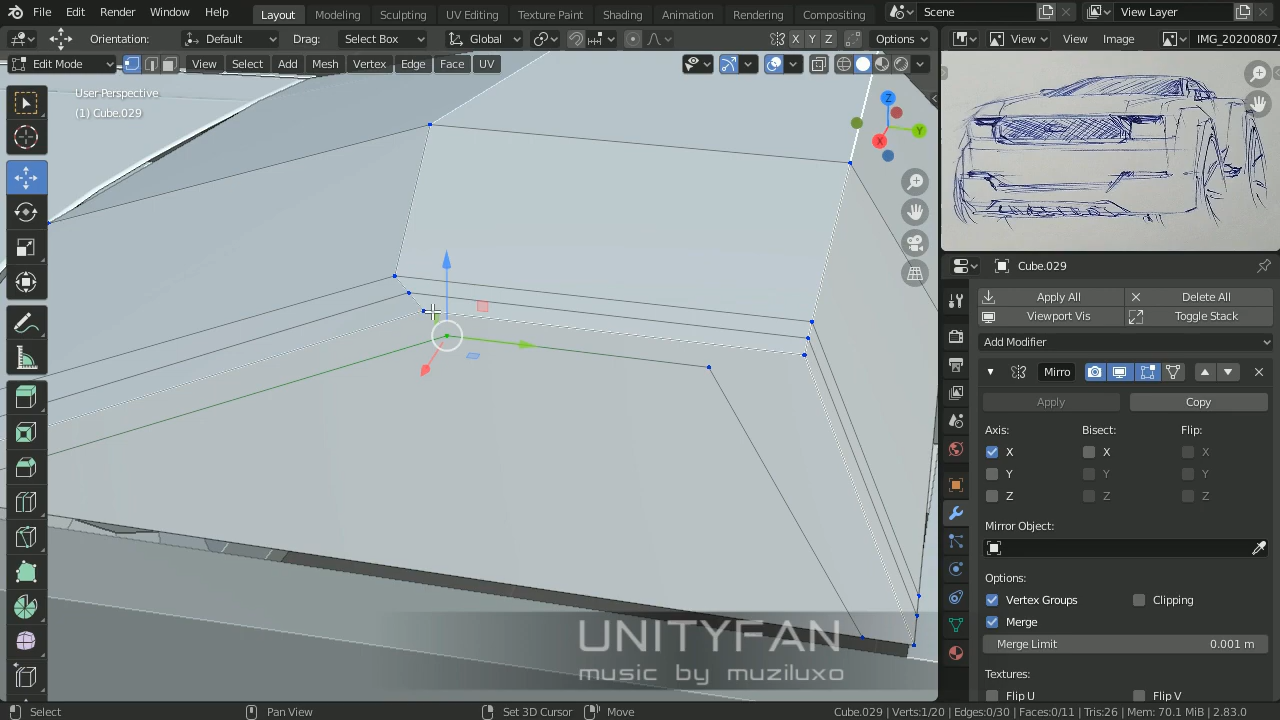 File Edit Render Window Help Layout Modeling Sculpting UV Editing Texture Paint Shading Animation Rendering Compositing Scene View Layer
Orientation: Default Drag: Select Box Global X Y Z Options View View Image IMG_20200807
Edit Mode View Select Add Mesh Vertex Edge Face UV
User Perspective
(1) Cube.029
Z
Y
X
Cube.029
Apply All Delete All
Viewport Vis Toggle Stack
Add Modifier
Mirro
Apply Copy
Axis: Bisect: Flip:
X X X
Y Y Y
Z Z Z
Mirror Object:
Options:
Vertex Groups Clipping
Merge
Merge Limit 0.001 m
Textures:
Flip U Flip V
UNITYFAN
music by muziluxo
Select Pan View Set 3D Cursor Move Cube.029 | Verts:1/20 | Edges:0/30 | Faces:0/11 | Tris:26 | Mem: 70.1 MiB | 2.83.0